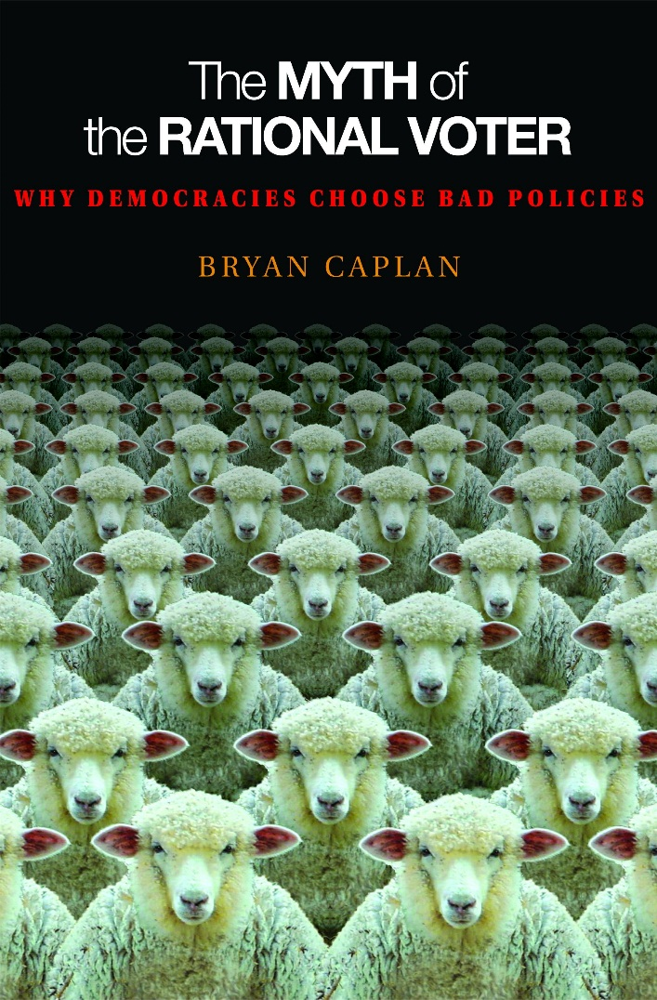 The MYTH of
the RATIONAL VOTER
WHY DEMOCRACIES CHOOSE BAD POLICIES
BRYAN CAPLAN